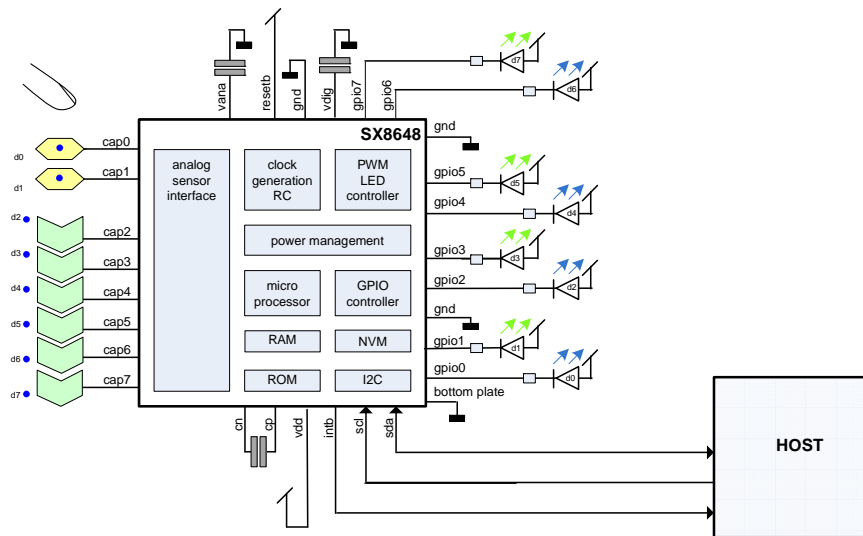 vana
resetb
gnd
vdig
gpio7
gpio6
d7
d6
SX8648
cap0
cap1
cap2
cap3
cap4
cap5
cap6
cap7
d0
d1
d2
d3
d4
d5
d6
d7
analog
sensor
interface
clock
generation
RC
PWM
LED
controller
power management
micro
processor
GPIO
controller
RAM
NVM
ROM
I2C
gnd
gpio5
d5
gpio4
d4
gpio3
d3
gpio2
d2
gnd
gpio1
d1
gpio0
d0
bottom plate
cn
cp
vdd
intb
scl
sda
HOST